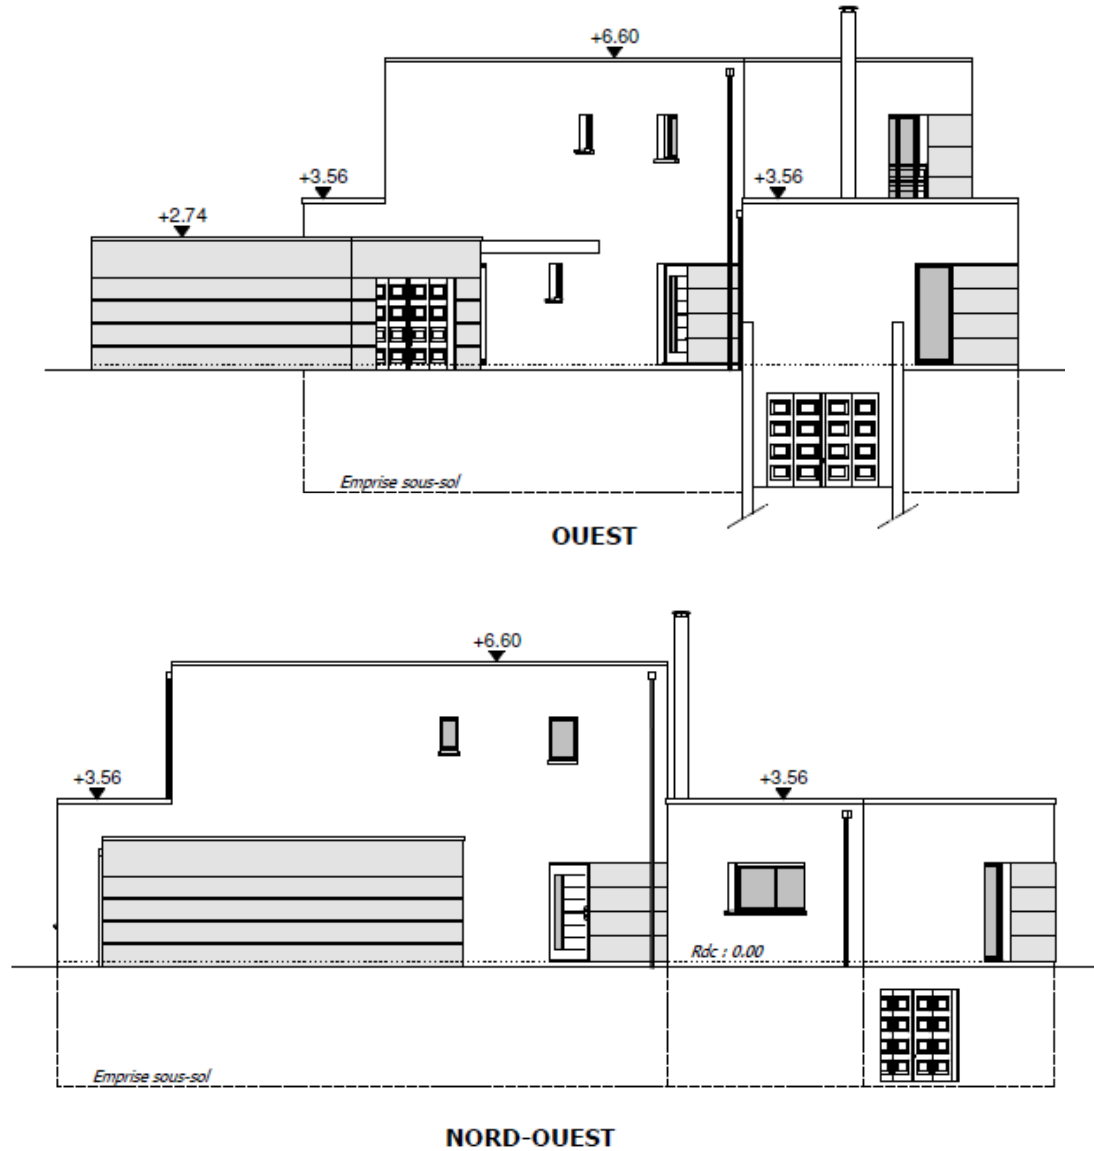 +6.60
+3.56
+3.56
+2.74
Emprise sous-sol
OUEST
+6.60
+3.56
+3.56
Rdc : 0.00
Emprise sous-sol
NORD-OUEST